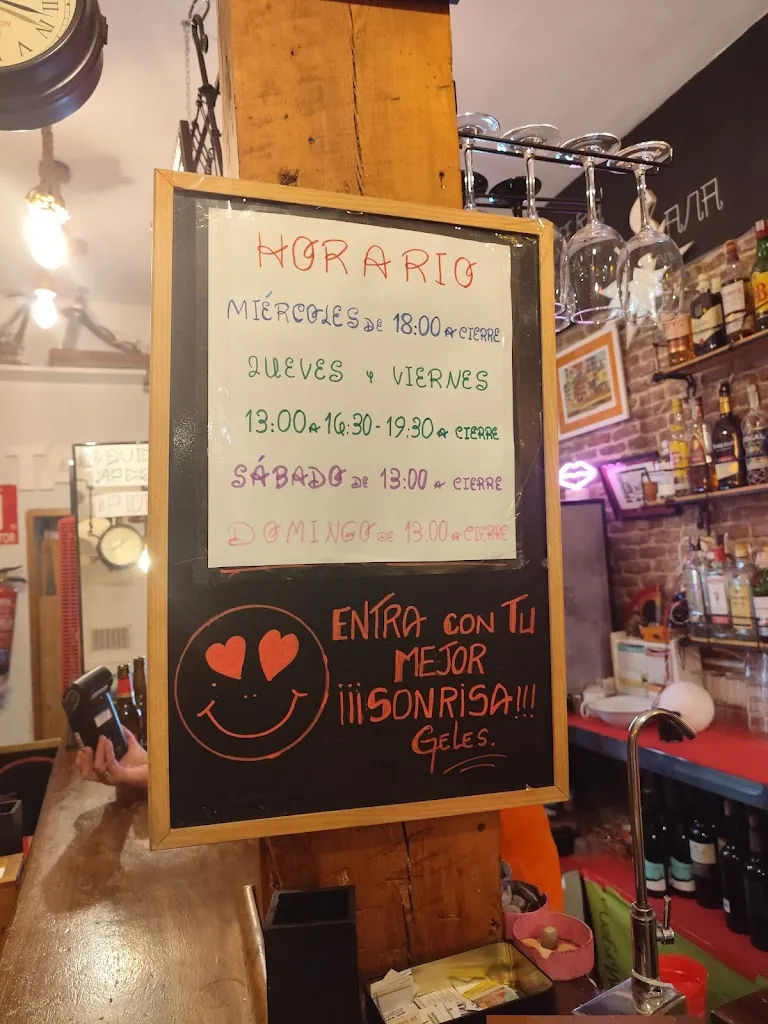 HORARIO
MIÉRCOLES DE 18:00 A CIERRE
JUEVES Y VIERNES
13:00 A 16:30 - 19:30 A CIERRE
SÁBADO DE 13:00 A CIERRE
DOMINGO DE 13:00 A CIERRE
ENTRA CON TU
MEJOR
¡¡¡SONRISA!!!
GELES.